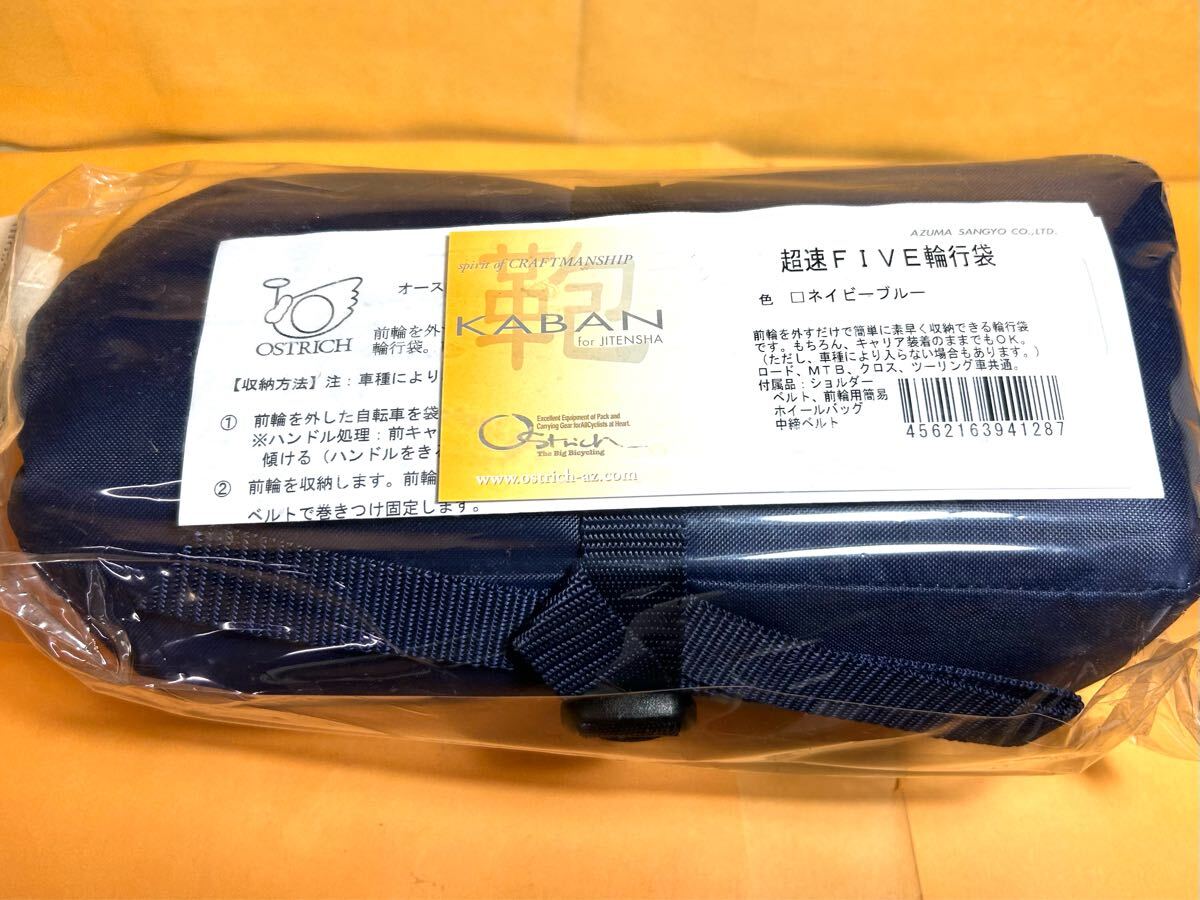 OSTRICH
オース
前輪を外
輪行袋。
【収納方法】注：車種により
① 前輪を外した自転車を袋
※ハンドル処理：前キャ
傾ける（ハンドルをき
② 前輪を収納します。前輪
ベルトで巻きつけ固定します。
spirit of CRAFTMANSHIP
鞄
KABAN
for JITENSHA
Excellent Equipment of Pack and
Carrying Gear for All Cyclists at Heart.
Ostrich
The Big Bicycling
www.ostrich-az.com
AZUMA SANGYO CO.,LTD.
超速ＦＩＶＥ輪行袋
色 □ネイビーブルー
前輪を外すだけで簡単に素早く収納できる輪行袋
です。もちろん、キャリア装着のままでもＯＫ。
（ただし、車種により入らない場合もあります。）
ロード、ＭＴＢ、クロス、ツーリング車共通。
付属品：ショルダー
ベルト、前輪用簡易
ホイールバッグ
中締ベルト
4562163941287